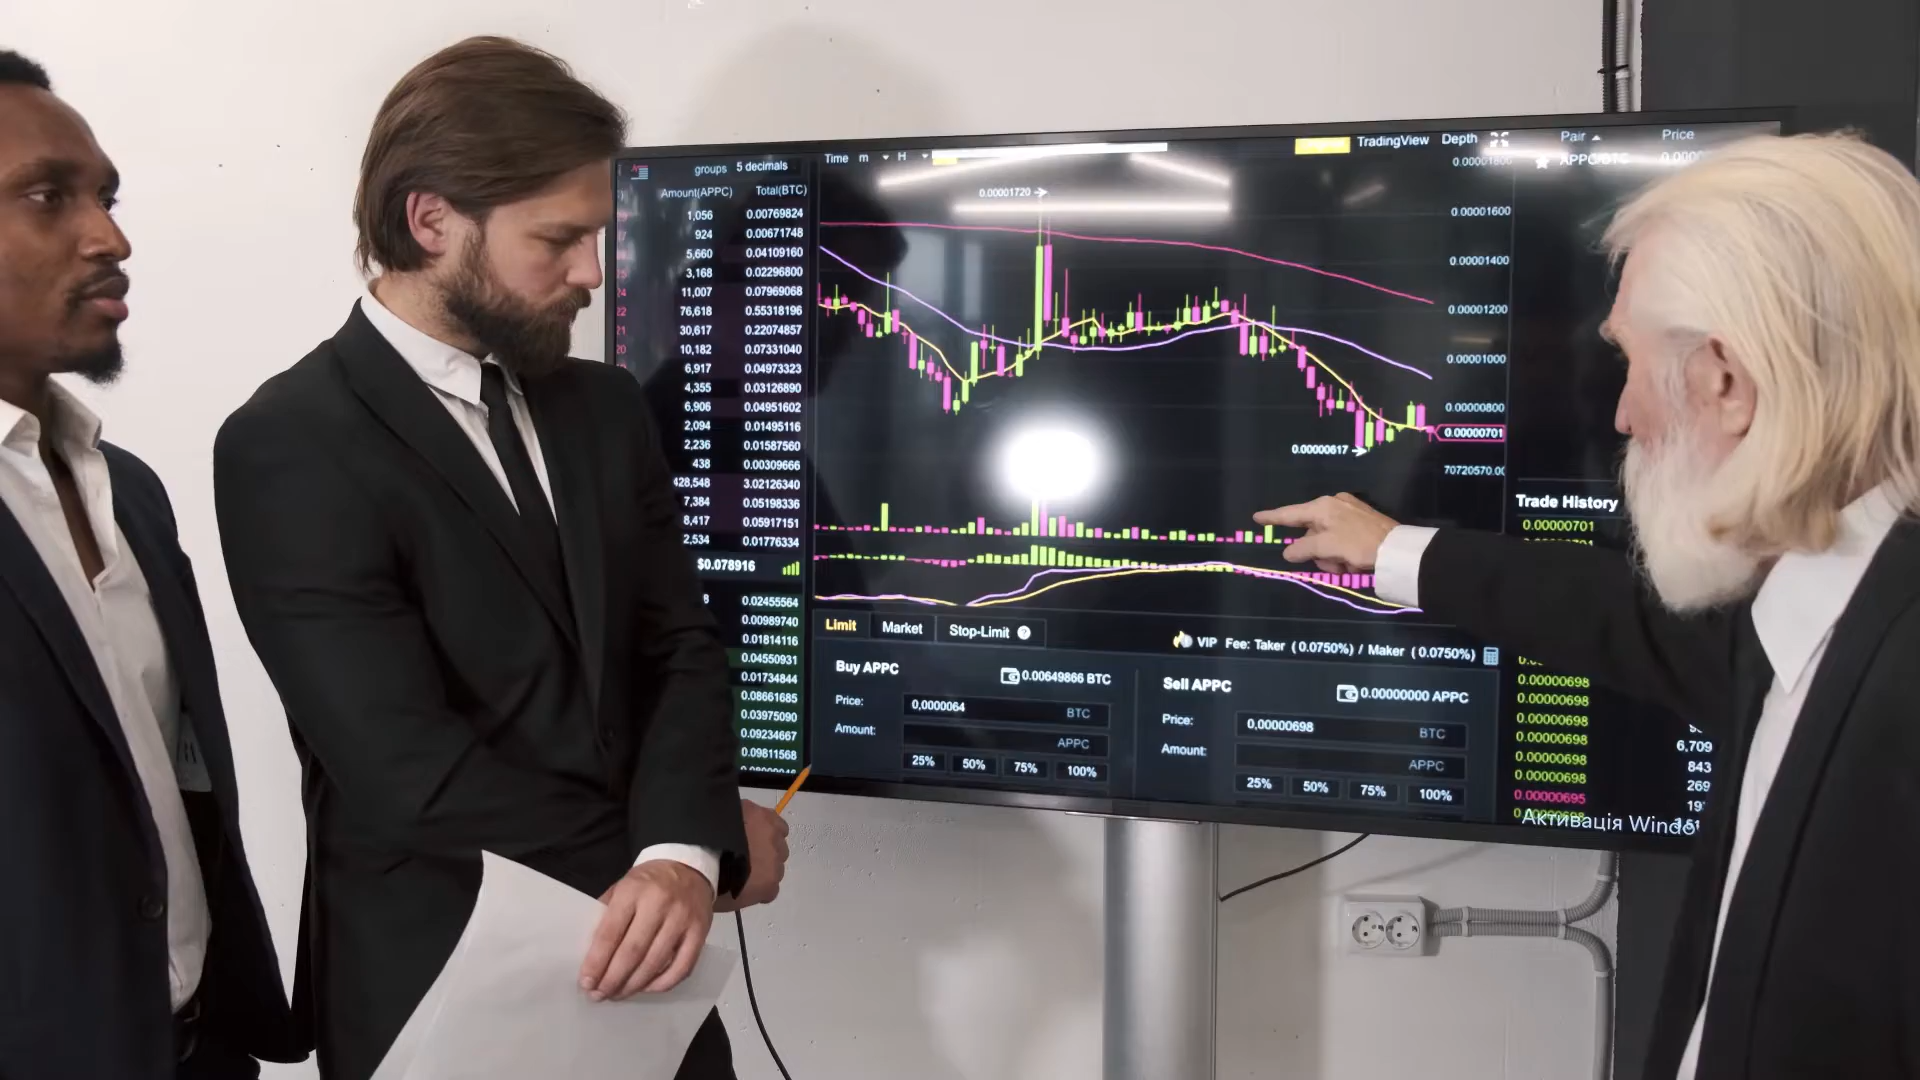 groups 5 decimals
Amount(APPC) Total(BTC)
1,056 0.00769824
924 0.00671748
5,660 0.04109160
3,168 0.02296800
11,007 0.07969068
76,618 0.55318196
30,617 0.22074857
10,182 0.07331040
6,917 0.04973323
4,355 0.03126890
6,906 0.04951602
2,094 0.01495116
2,236 0.01587560
438 0.00309666
428,548 3.02126340
7,384 0.05198336
8,417 0.05917151
2,534 0.01776334
$0.078916
0.02455564
0.00989740
0.01814116
0.04550931
0.01734844
0.08661685
0.03975090
0.09234667
0.09811568
Time m H
TradingView Depth
0.00001720
0.00001800
0.00001600
0.00001400
0.00001200
0.00001000
0.00000800
0.00000701
0.00000617
70720570.00
Limit Market Stop-Limit ?
VIP Fee: Taker (0.0750%) / Maker (0.0750%)
Buy APPC 0.00649866 BTC
Price: 0,0000064 BTC
Amount: APPC
25% 50% 75% 100%
Sell APPC 0.00000000 APPC
Price: 0,00000698 BTC
Amount: APPC
25% 50% 75% 100%
Pair Price
APPC/BTC
Trade History
0.00000701
0.00000698
0.00000698
0.00000698
0.00000698 6,709
0.00000698 843
0.00000698 269
0.00000695
Активація Windo